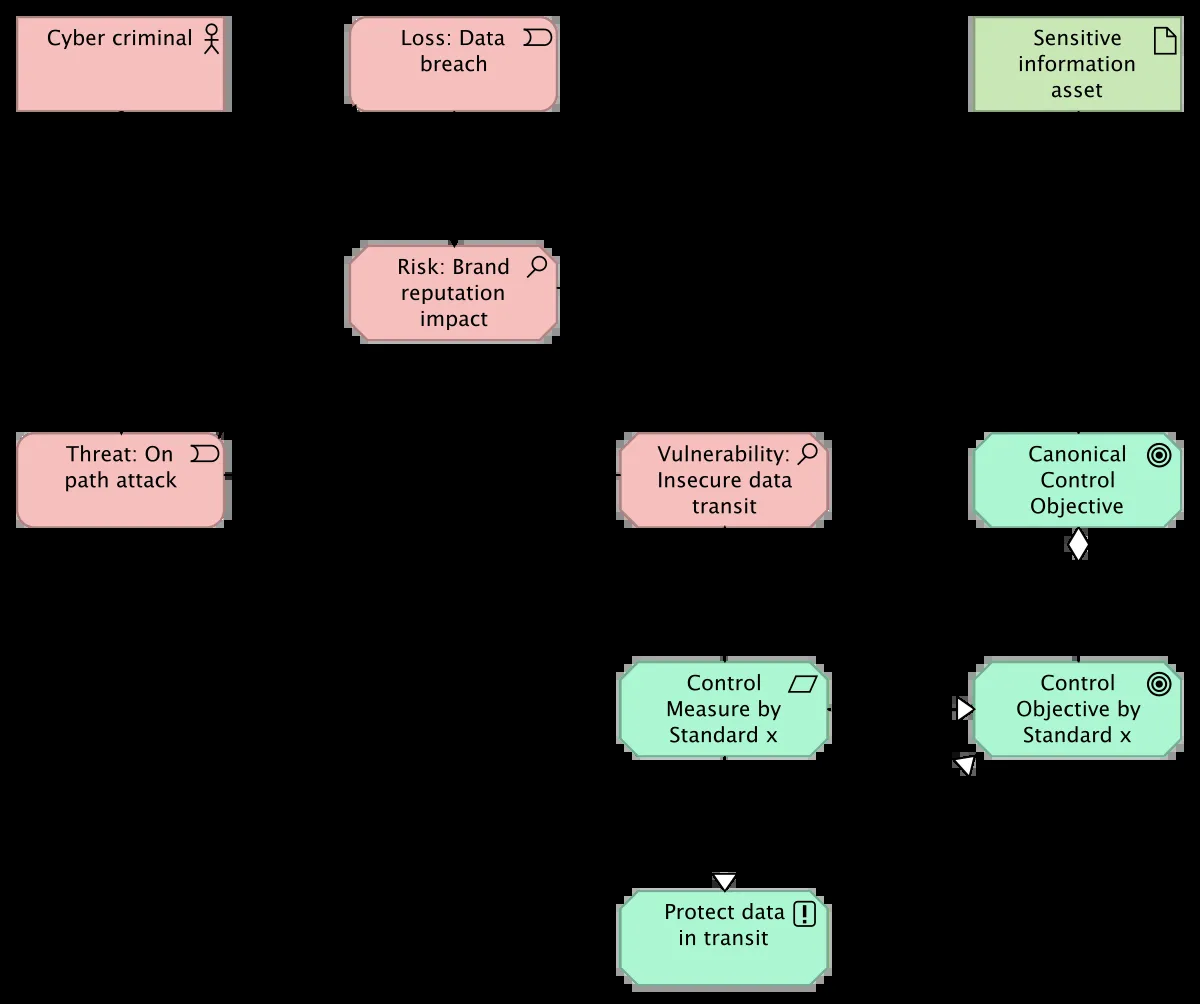 Cyber criminal
Loss: Data
breach
Sensitive
information
asset
Risk: Brand
reputation
impact
Threat: On
path attack
Vulnerability:
Insecure data
transit
Canonical
Control
Objective
Control
Measure by
Standard x
Control
Objective by
Standard x
Protect data
in transit